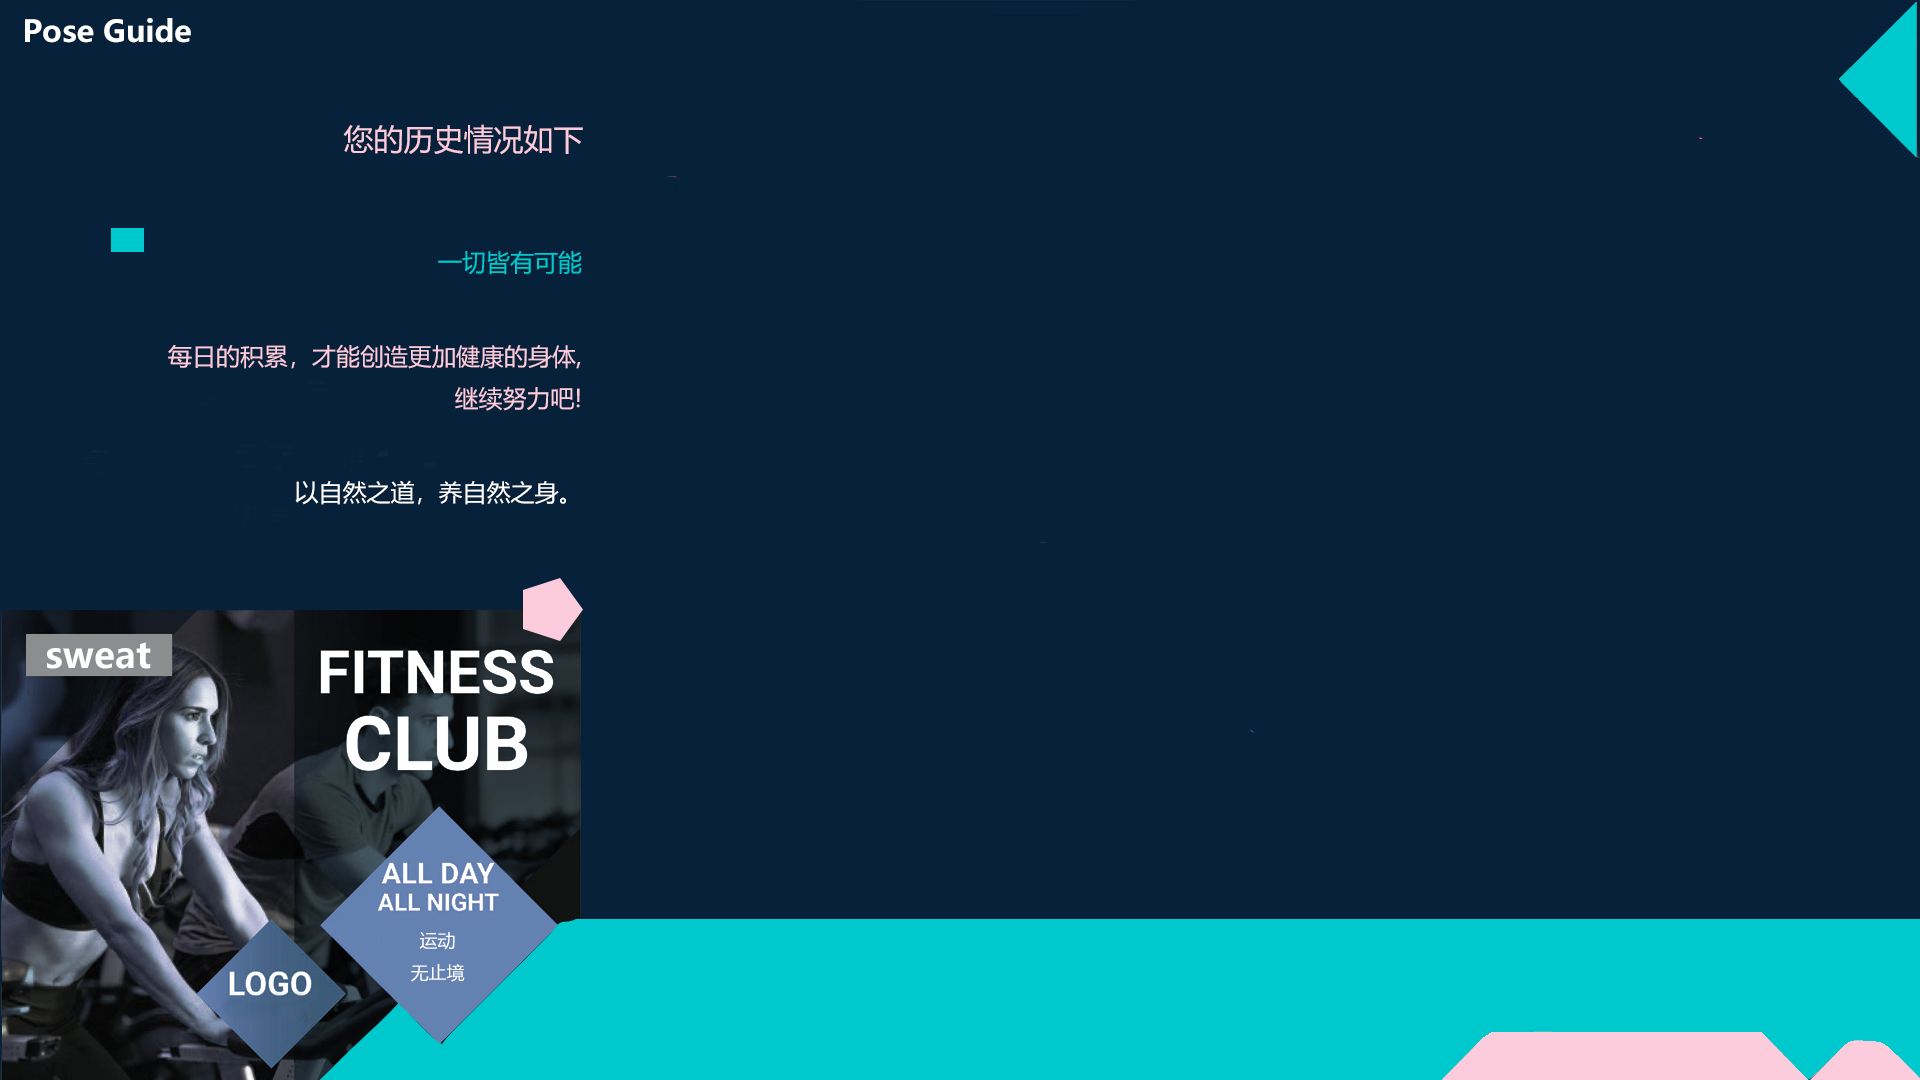 Pose Guide
您的历史情况如下
一切皆有可能
每日的积累，才能创造更加健康的身体,
继续努力吧!
以自然之道，养自然之身。
sweat
FITNESS
CLUB
ALL DAY
ALL NIGHT
运动
无止境
LOGO